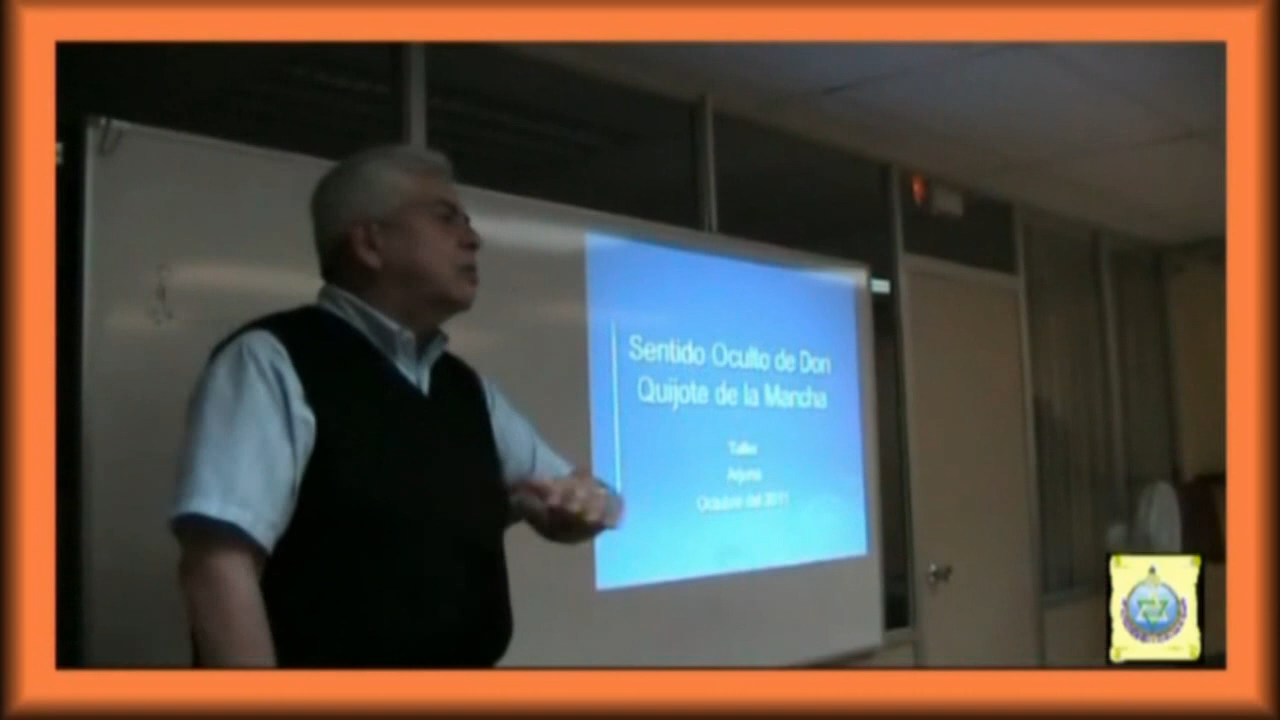 Sentido Oculto de Don
Quijote de la Mancha
Taller
Arjuna
Octubre del 2011